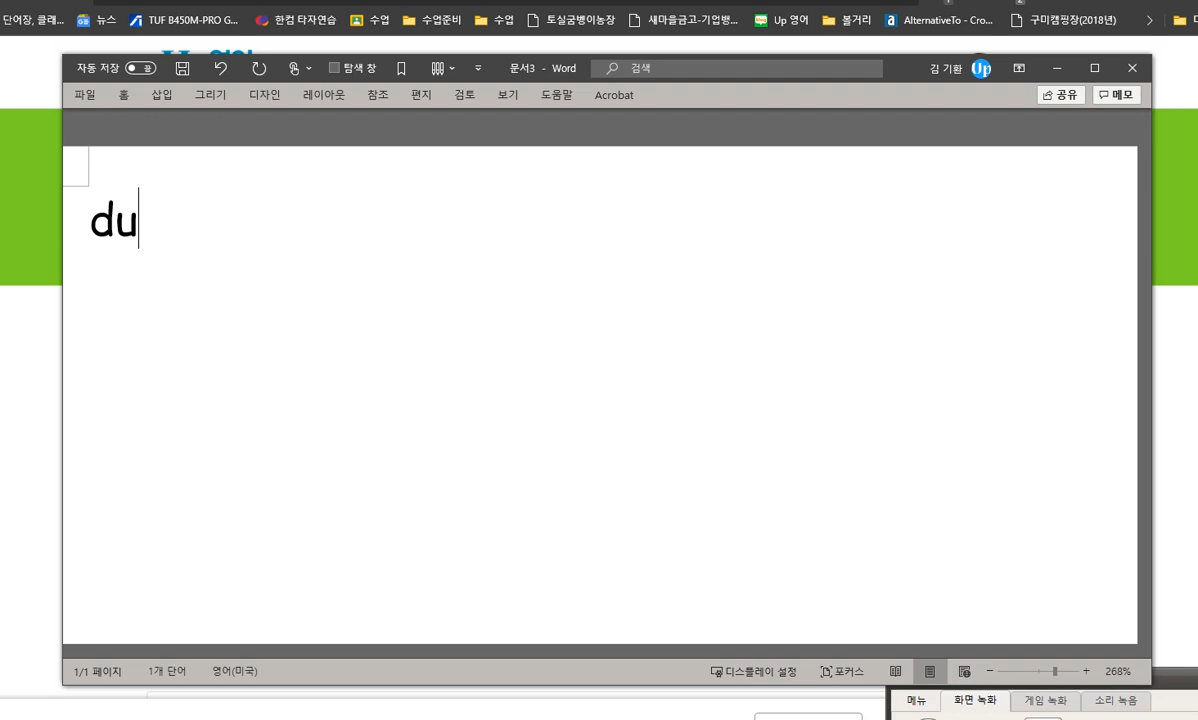 단어장, 클래... 뉴스 TUF B450M-PRO G... 한컴 타자연습 수업 수업준비 수업 토실굼벵이농장 새마을금고-기업뱅... Up 영어 볼거리 AlternativeTo - Cro... 구미캠핑장(2018년)
자동 저장 끔 탐색 창 문서3 - Word 검색 김 기환 Up
파일 홈 삽입 그리기 디자인 레이아웃 참조 편지 검토 보기 도움말 Acrobat 공유 메모
du
1/1 페이지 1개 단어 영어(미국) 디스플레이 설정 포커스 268%
메뉴 화면 녹화 게임 녹화 소리 녹음